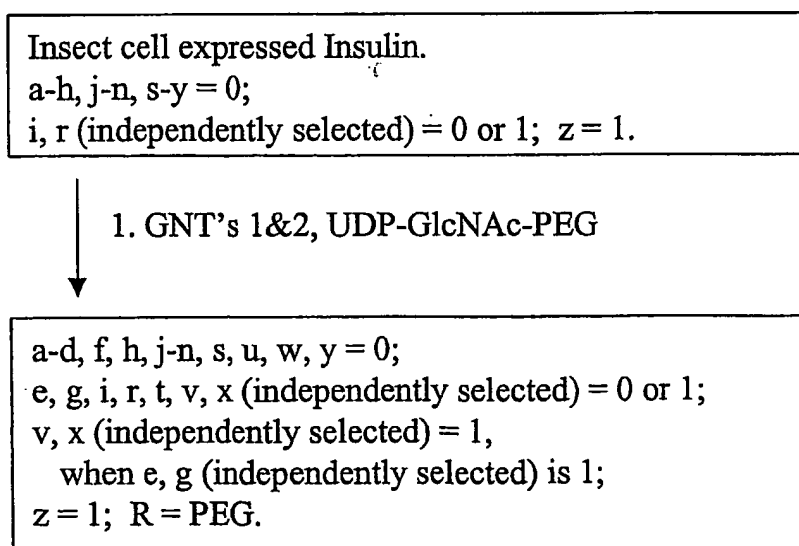 Insect cell expressed Insulin.
a-h, j-n, s-y = 0;
i, r (independently selected) = 0 or 1; z = 1.
1. GNT's 1&2, UDP-GlcNAc-PEG
a-d, f, h, j-n, s, u, w, y = 0;
e, g, i, r, t, v, x (independently selected) = 0 or 1;
v, x (independently selected) = 1,
when e, g (independently selected) is 1;
z = 1; R = PEG.